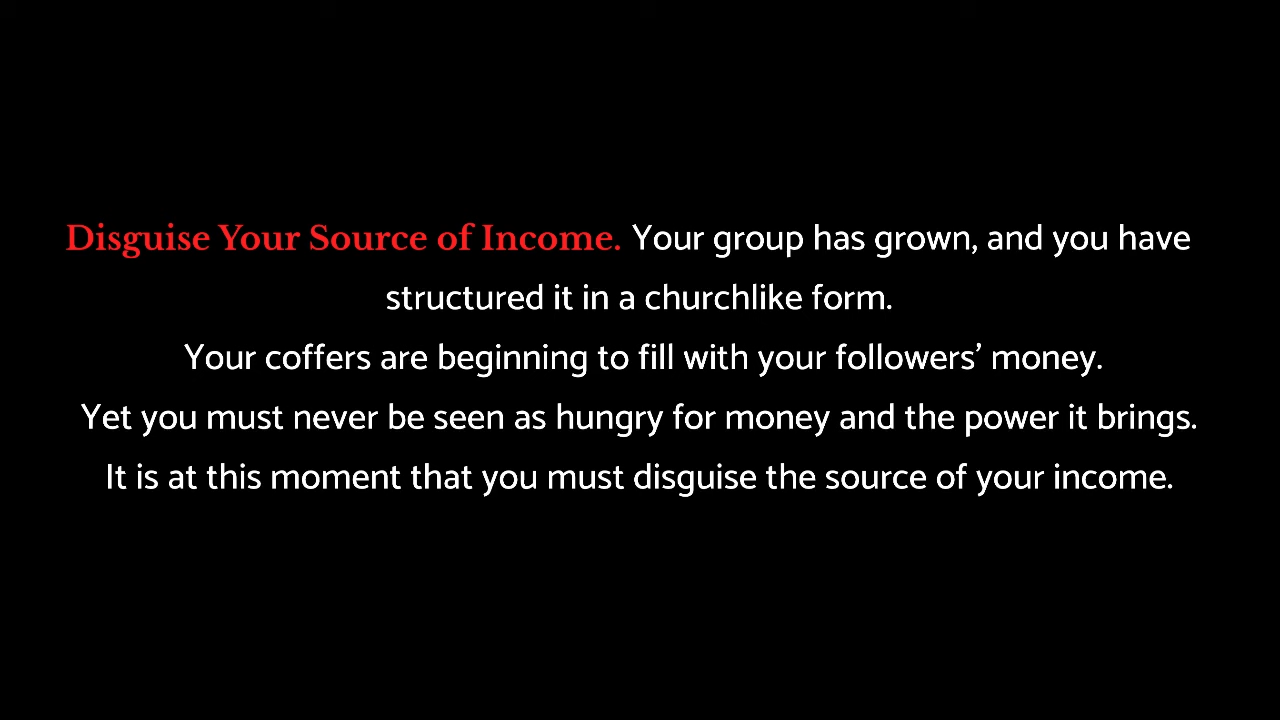 Disguise Your Source of Income. Your group has grown, and you have
structured it in a churchlike form.
Your coffers are beginning to fill with your followers’ money.
Yet you must never be seen as hungry for money and the power it brings.
It is at this moment that you must disguise the source of your income.